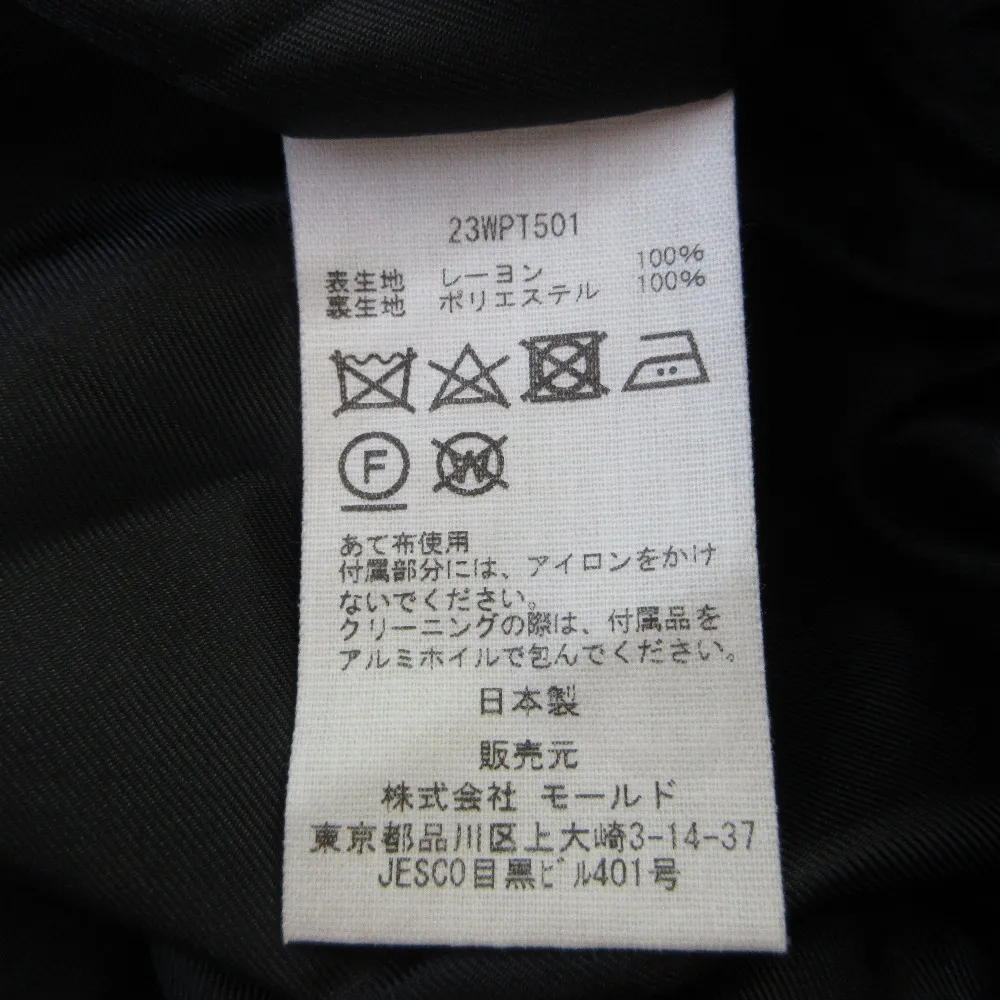 23WPT501
表生地 レーヨン 100%
裏生地 ポリエステル 100%
F
W
あて布使用
付属部分には、アイロンをかけ
ないでください。
クリーニングの際は、付属品を
アルミホイルで包んでください。
日本製
販売元
株式会社 モールド
東京都品川区上大崎3-14-37
JESCO目黒ビル401号